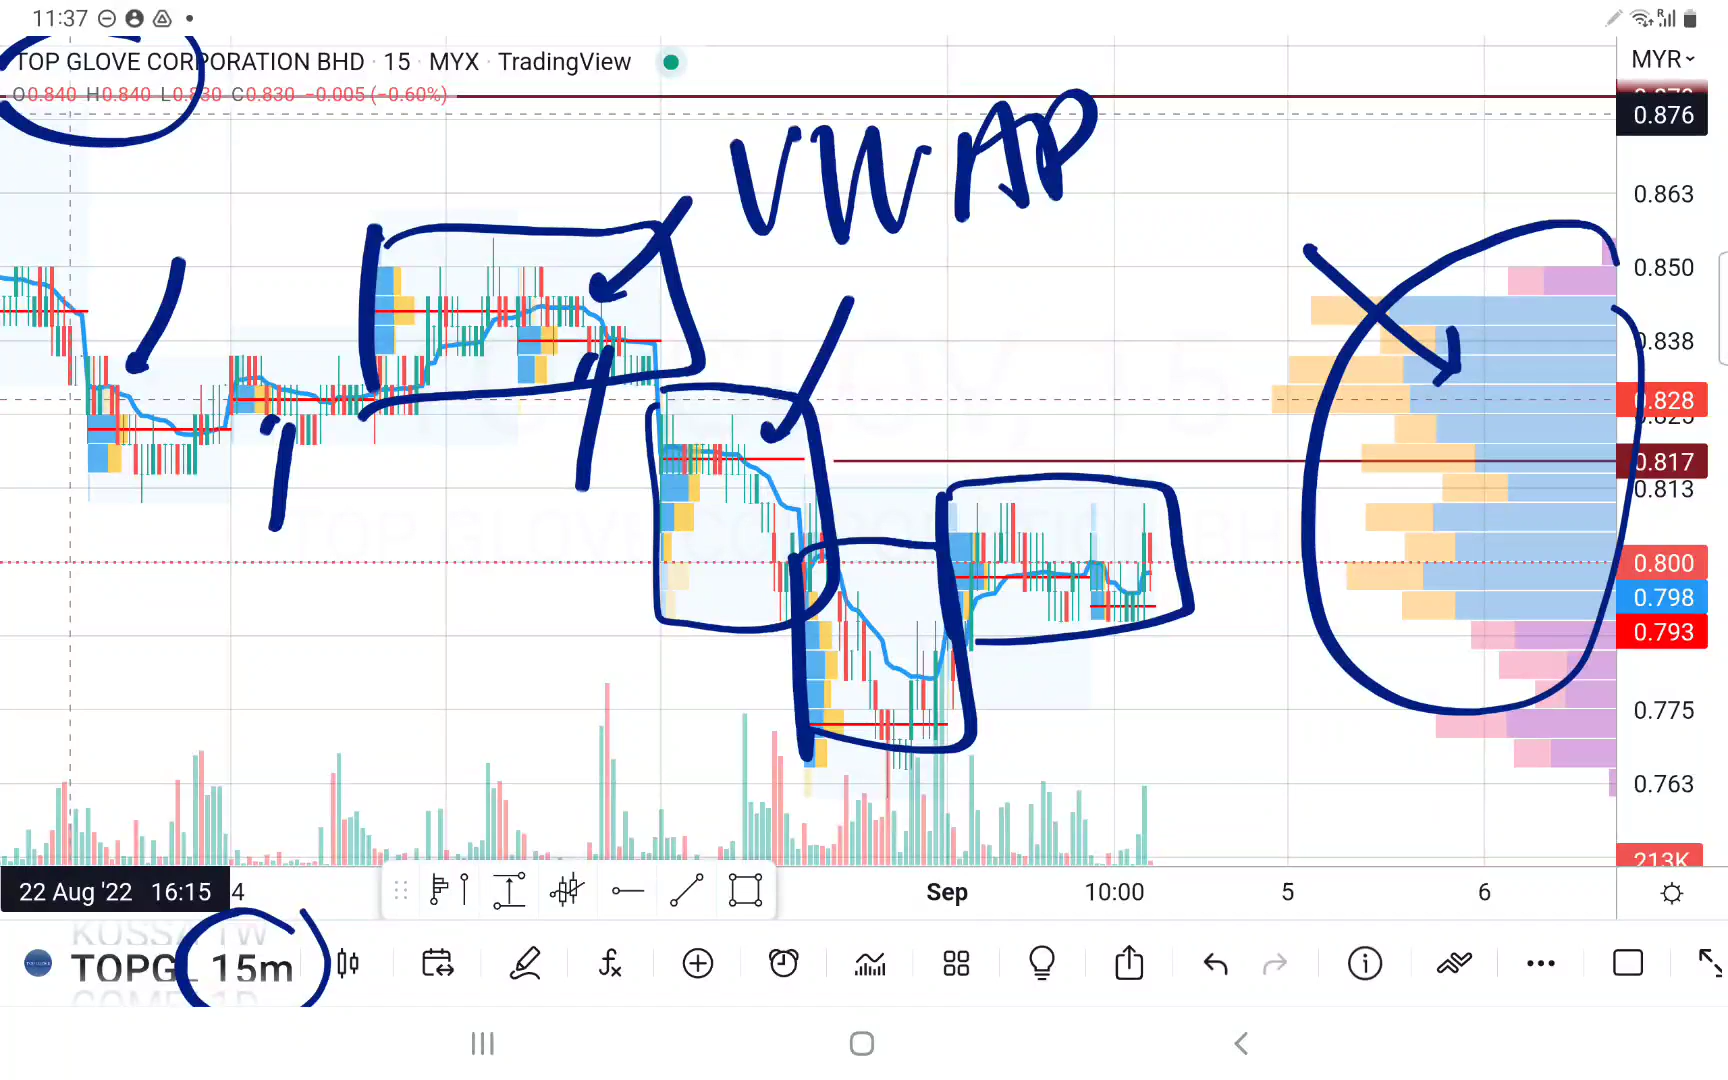 11:37
TOP GLOVE CORPORATION BHD · 15 · MYX · TradingView
MYR
O0.840 H0.840 L0.830 C0.830 −0.005 (−0.60%)
0.876
VWAP
0.863
0.850
0.838
0.828
0.817
0.813
0.800
0.798
0.793
0.775
0.763
213K
22 Aug '22 16:15
4
Sep
10:00
5
6
TOPGL 15m